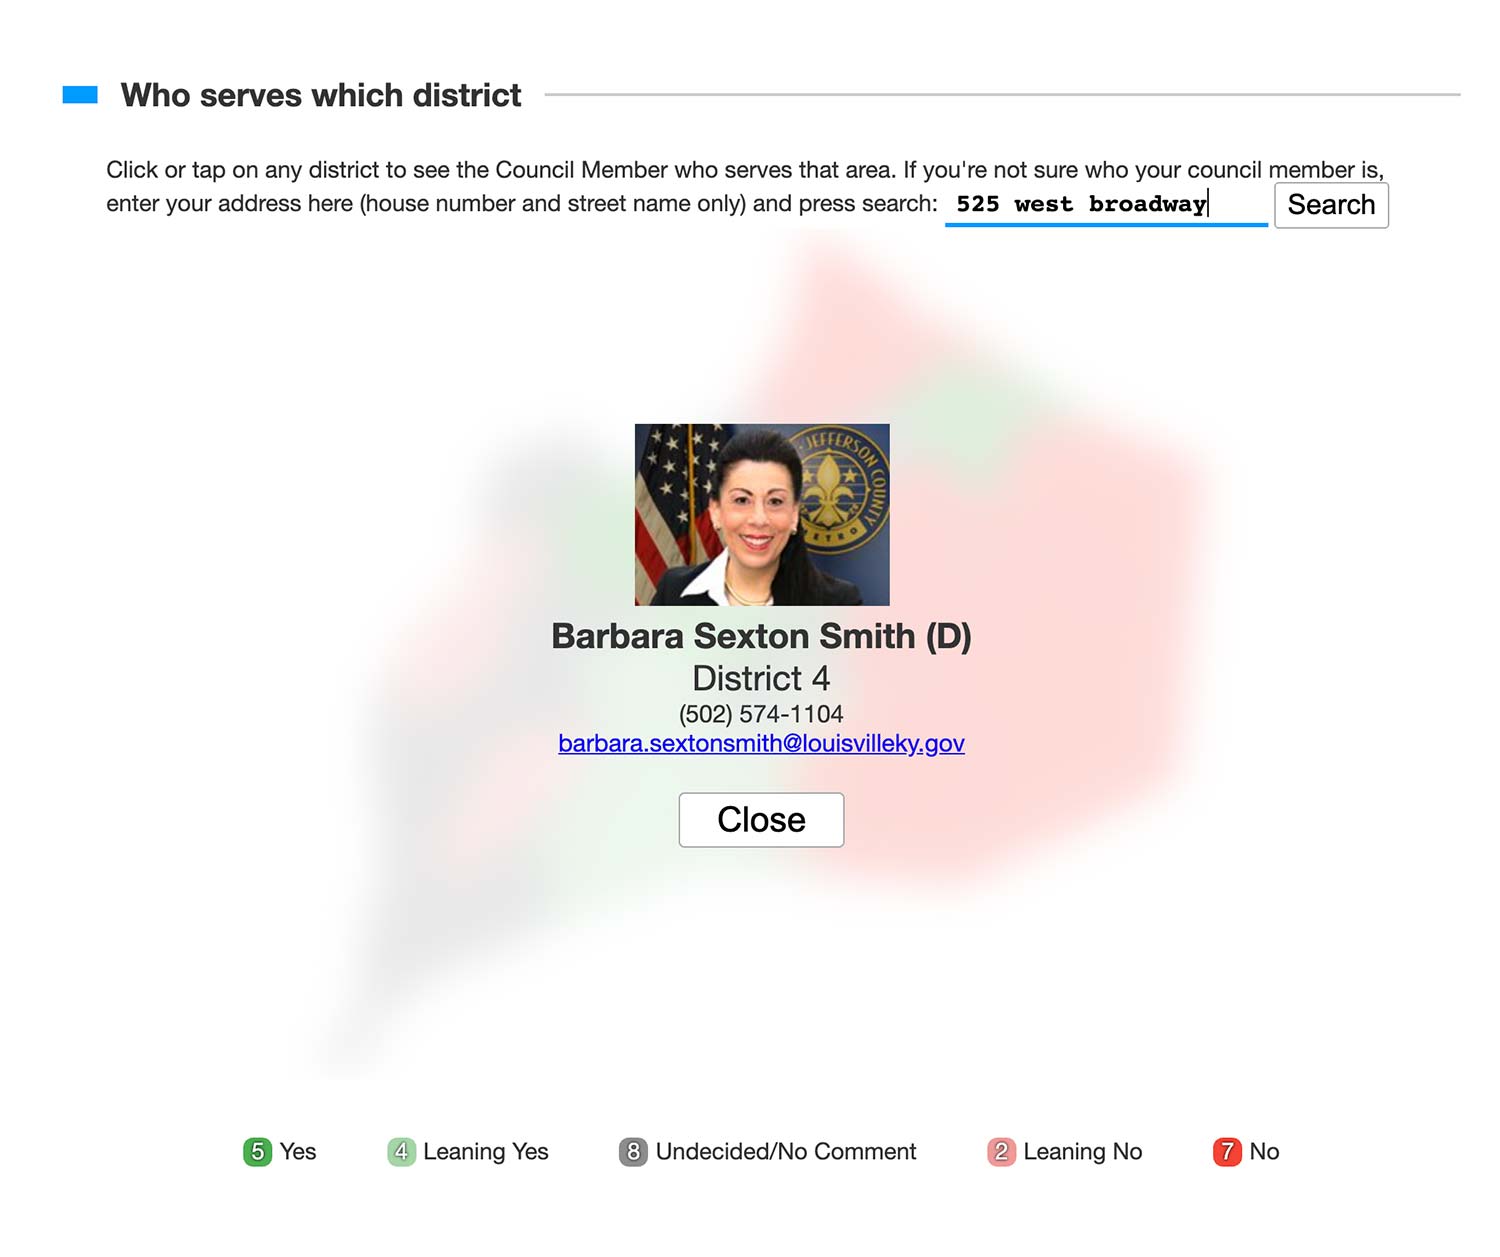 Who serves which district
Click or tap on any district to see the Council Member who serves that area. If you're not sure who your council member is,
enter your address here (house number and street name only) and press search: 525 west broadway Search
JEFFERSON COUNTY
METRO
Barbara Sexton Smith (D)
District 4
(502) 574-1104
barbara.sextonsmith@louisvilleky.gov
Close
5 Yes 4 Leaning Yes 8 Undecided/No Comment 2 Leaning No 7 No